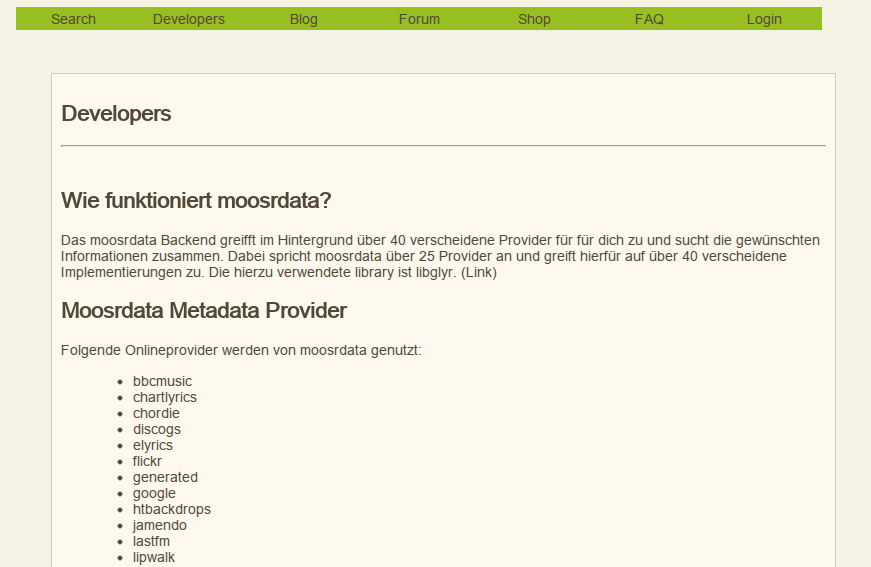 Search Developers Blog Forum Shop FAQ Login
Developers
Wie funktioniert moosrdata?
Das moosrdata Backend greifft im Hintergrund über 40 verscheidene Provider für für dich zu und sucht die gewünschten
Informationen zusammen. Dabei spricht moosrdata über 25 Provider an und greift hierfür auf über 40 verscheidene
Implementierungen zu. Die hierzu verwendete library ist libglyr. (Link)
Moosrdata Metadata Provider
Folgende Onlineprovider werden von moosrdata genutzt:
bbcmusic
chartlyrics
chordie
discogs
elyrics
flickr
generated
google
htbackdrops
jamendo
lastfm
lipwalk